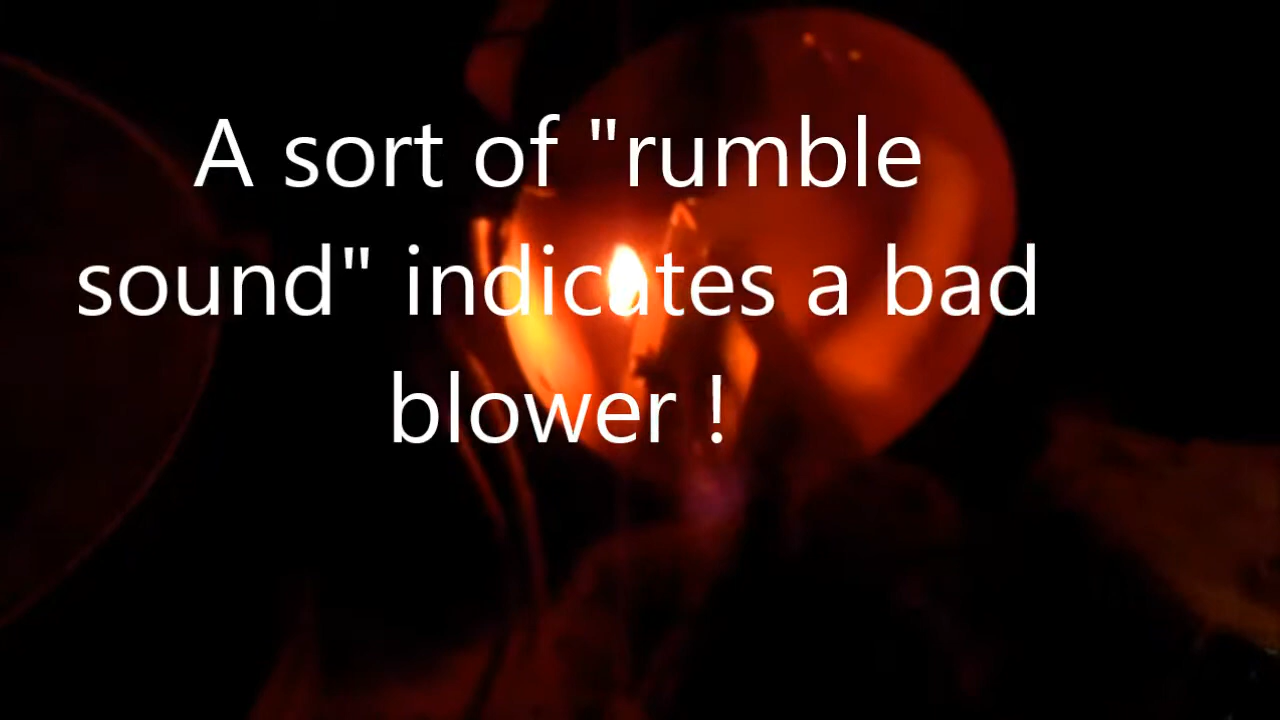 A sort of "rumble
sound" indicates a bad
blower !